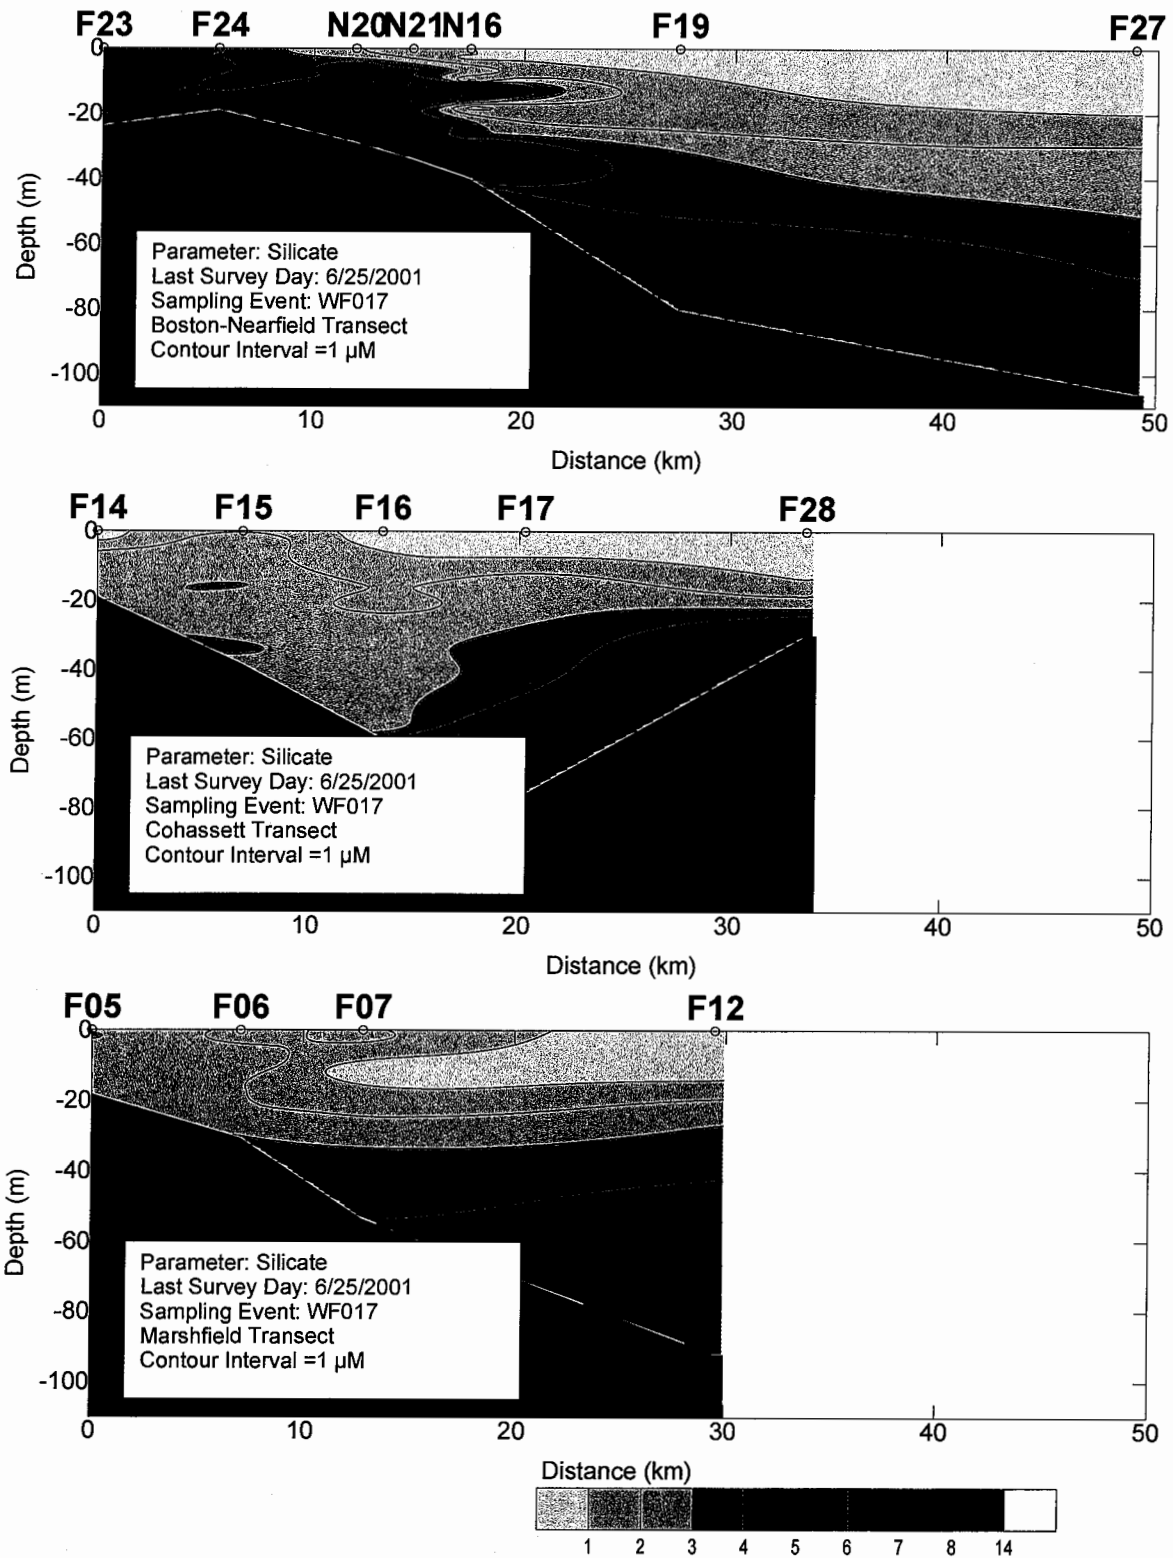 F23 F24 N20 N21 N16 F19 F27
0
-20
-40
-60
-80
-100
Depth (m)
Parameter: Silicate
Last Survey Day: 6/25/2001
Sampling Event: WF017
Boston-Nearfield Transect
Contour Interval =1 µM
0 10 20 30 40 50
Distance (km)
F14 F15 F16 F17 F28
0
-20
-40
-60
-80
-100
Depth (m)
Parameter: Silicate
Last Survey Day: 6/25/2001
Sampling Event: WF017
Cohassett Transect
Contour Interval =1 µM
0 10 20 30 40 50
Distance (km)
F05 F06 F07 F12
0
-20
-40
-60
-80
-100
Depth (m)
Parameter: Silicate
Last Survey Day: 6/25/2001
Sampling Event: WF017
Marshfield Transect
Contour Interval =1 µM
0 10 20 30 40 50
Distance (km)
1 2 3 4 5 6 7 8 14